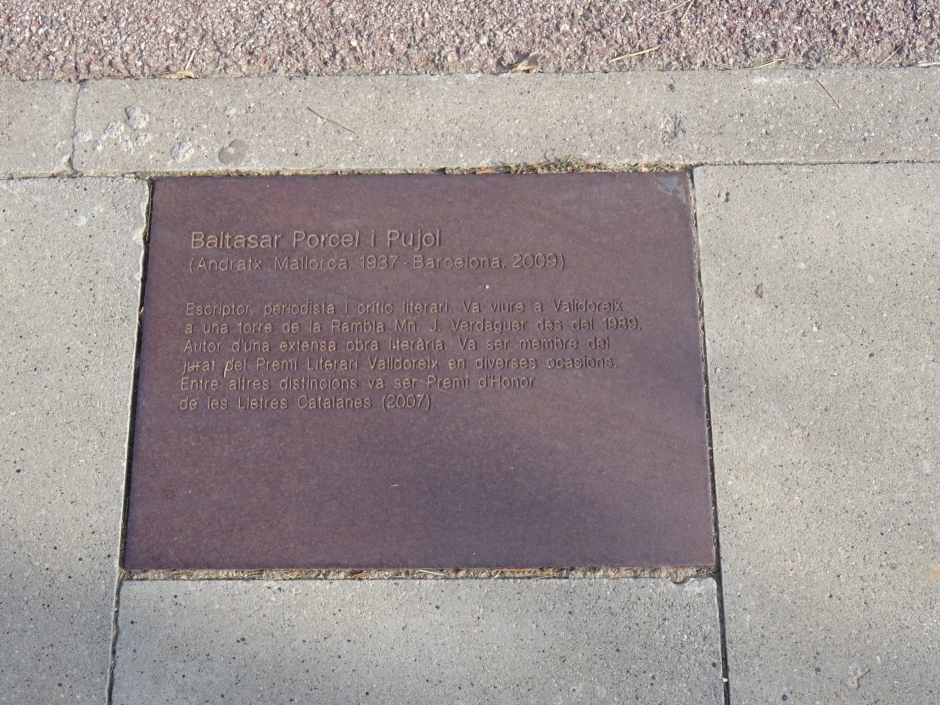 Baltasar Porcel i Pujol
(Andratx. Mallorca 1937 - Barcelona. 2009)
Escriptor, periodista i crític literari. Va viure a Valldoreix
a una torre de la Rambla Mn. J. Verdaguer des del 1989.
Autor d'una extensa obra literària. Va ser membre del
jurat del Premi Literari Valldoreix en diverses ocasions.
Entre altres distincions va ser Premi d'Honor
de les Lletres Catalanes (2007).